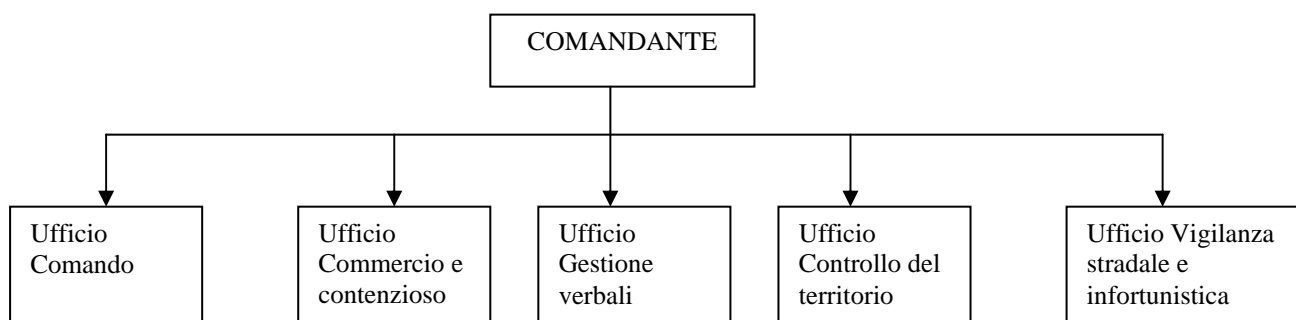 COMANDANTE
Ufficio
Comando
Ufficio
Commercio e
contenzioso
Ufficio
Gestione
verbali
Ufficio
Controllo del
territorio
Ufficio Vigilanza
stradale e
infortunistica